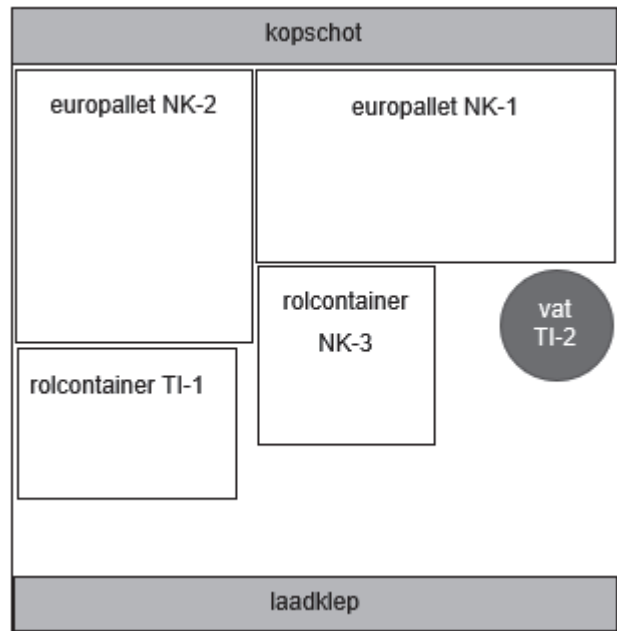 kopschot
europallet NK-2
europallet NK-1
rolcontainer
NK-3
vat
TI-2
rolcontainer TI-1
laadklep